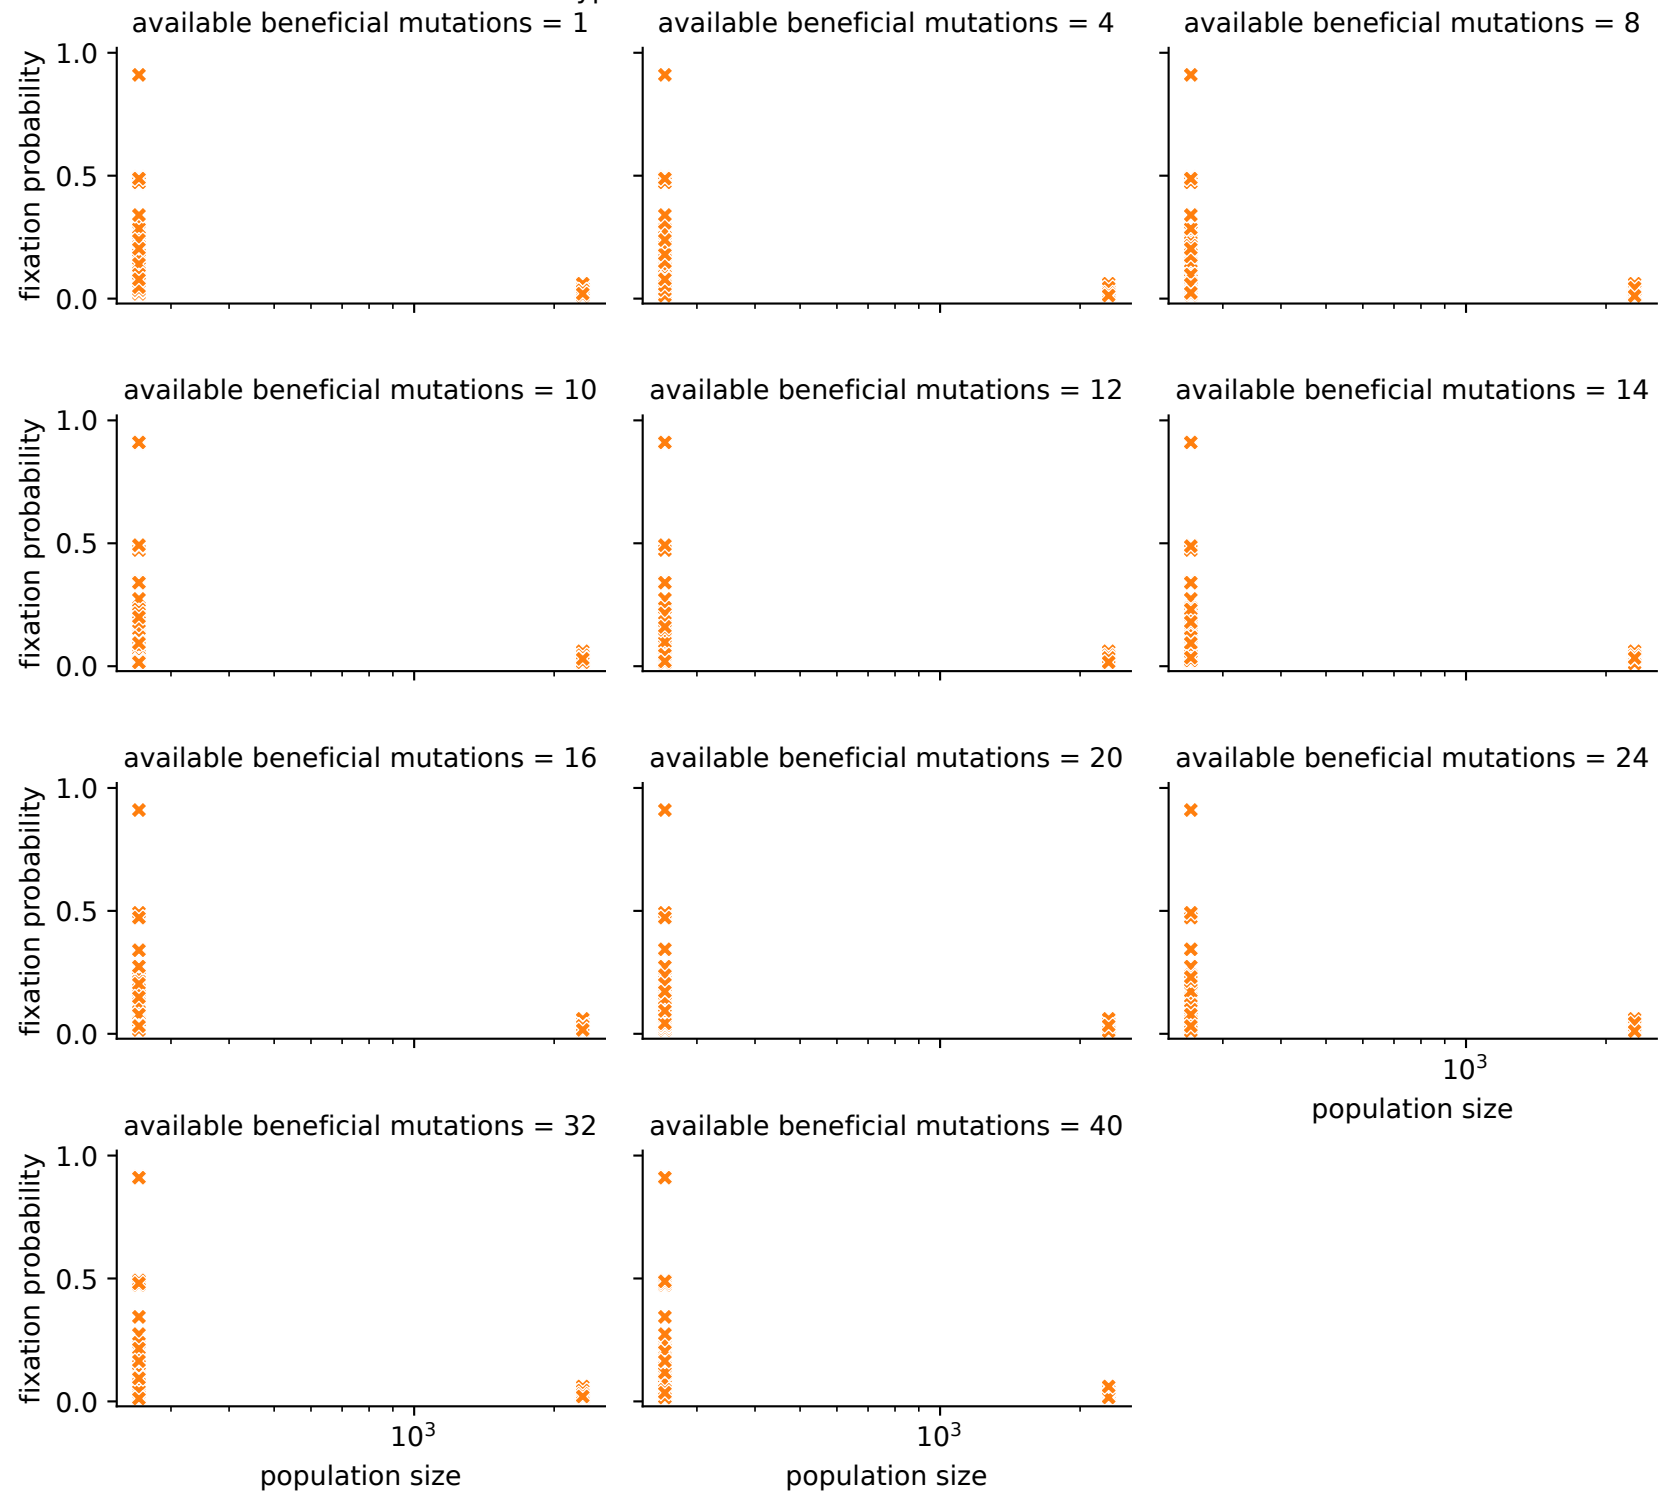 available beneficial mutations = 1 available beneficial mutations = 4 available beneficial mutations = 8
1.0
0.5
0.0
fixation probability
available beneficial mutations = 10 available beneficial mutations = 12 available beneficial mutations = 14
1.0
0.5
0.0
fixation probability
available beneficial mutations = 16 available beneficial mutations = 20 available beneficial mutations = 24
1.0
0.5
0.0
fixation probability
10³
population size
available beneficial mutations = 32 available beneficial mutations = 40
1.0
0.5
0.0
fixation probability
10³ 10³
population size population size